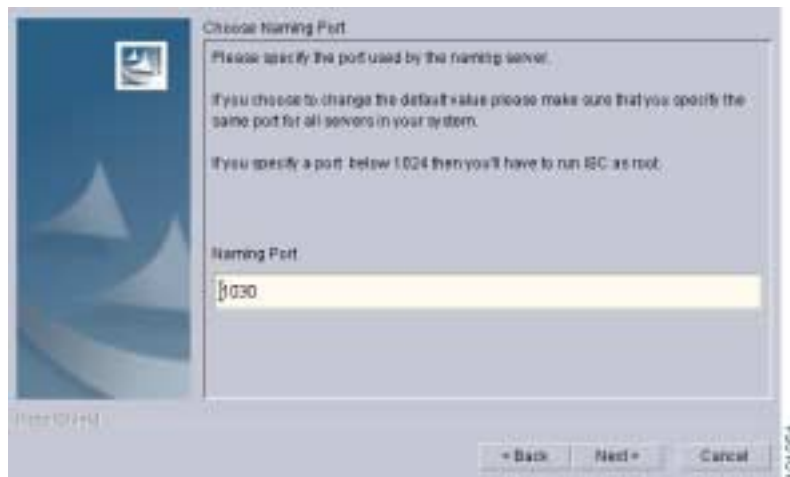 Choose Naming Port
Please specify the port used by the naming server.
If you choose to change the default value please make sure that you specify the
same port for all servers in your system.
If you specify a port below 1024 then you'll have to run ISC as root.
Naming Port
1030
InstallShield
< Back
Next >
Cancel